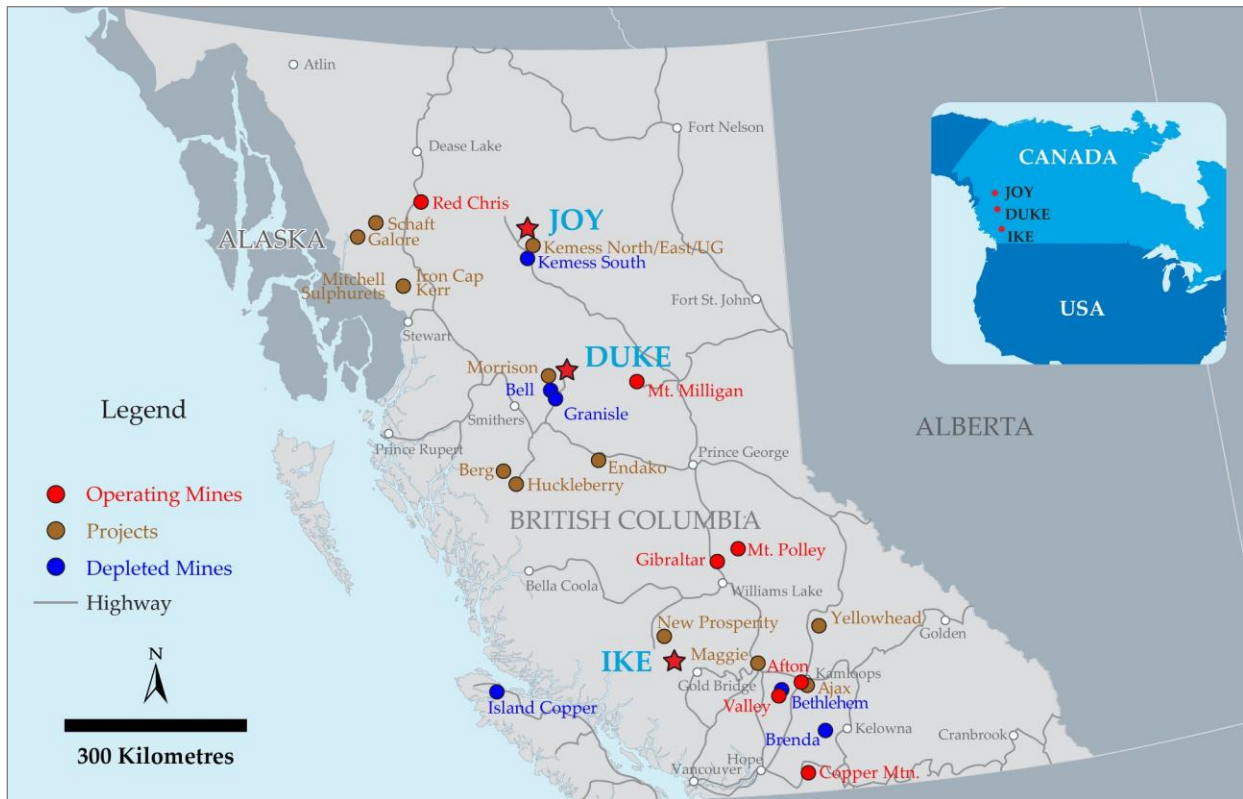 Atlin
Fort Nelson
Dease Lake
Red Chris
JOY
Schaft
Galore
ALASKA
Kemess North/East/UG
Kemess South
Mitchell
Sulphurets
Iron Cap
Kerr
Fort St. John
Stewart
DUKE
Morrison
Bell
Granisle
Mt. Milligan
Smithers
Prince Rupert
Prince George
Berg
Endako
Huckleberry
BRITISH COLUMBIA
ALBERTA
Gibraltar
Mt. Polley
Bella Coola
Williams Lake
New Prosperity
Yellowhead
Golden
IKE
Maggie
Afton
Kamloops
Gold Bridge
Ajax
Valley
Bethlehem
Island Copper
Brenda
Kelowna
Cranbrook
Hope
Vancouver
Copper Mtn.
Legend
Operating Mines
Projects
Depleted Mines
Highway
N
300 Kilometres
CANADA
JOY
DUKE
IKE
USA